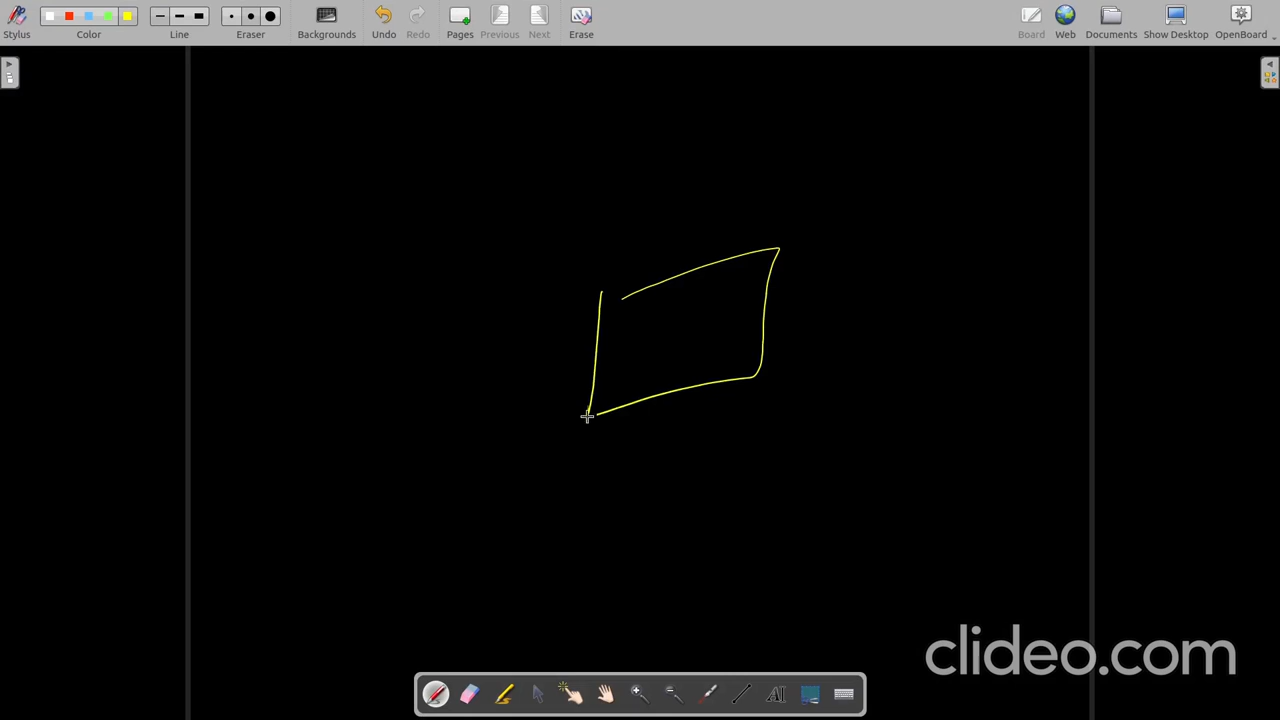 Stylus Color Line Eraser Backgrounds Undo Redo Pages Previous Next Erase Board Web Documents Show Desktop OpenBoard
clideo.com
AI